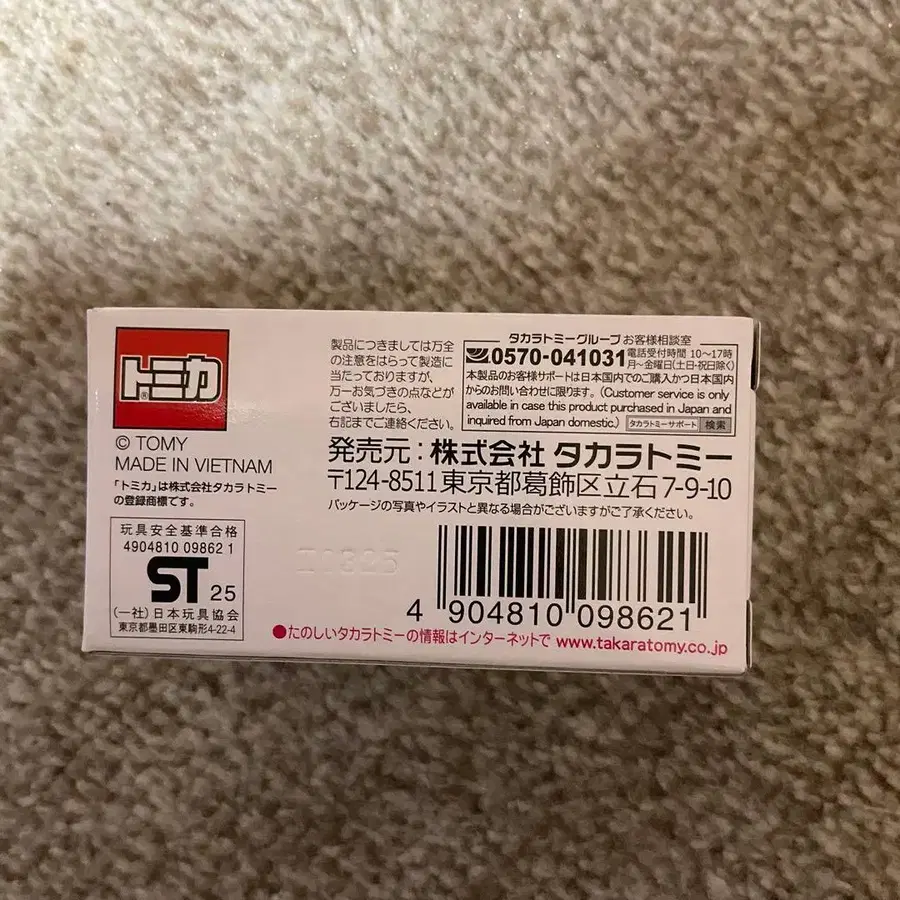 トミカ
®
© TOMY
MADE IN VIETNAM
「トミカ」は株式会社タカラトミー
の登録商標です。
玩具安全基準合格
4904810 09862 1
ST 25
(一社)日本玩具協会
東京都墨田区東駒形4-22-4
製品につきましては万全
の注意をはらって製造に
当たっておりますが、
万一お気づきの点などが
ございましたら、
右記までご連絡ください。
タカラトミーグループ お客様相談室
0570-041031 電話受付時間 10〜17時
月〜金曜日(土日・祝日除く)
本製品のお客様サポートは日本国内でのご購入かつ日本国内
からのお問い合わせに限ります。(Customer service is only
available in case this product purchased in Japan and
inquired from Japan domestic.) タカラトミーサポート 検索
発売元:株式会社 タカラトミー
〒124-8511東京都葛飾区立石7-9-10
パッケージの写真やイラストと異なる場合がございますがご了承ください。
4 904810 098621
●たのしいタカラトミーの情報はインターネットで www.takaratomy.co.jp